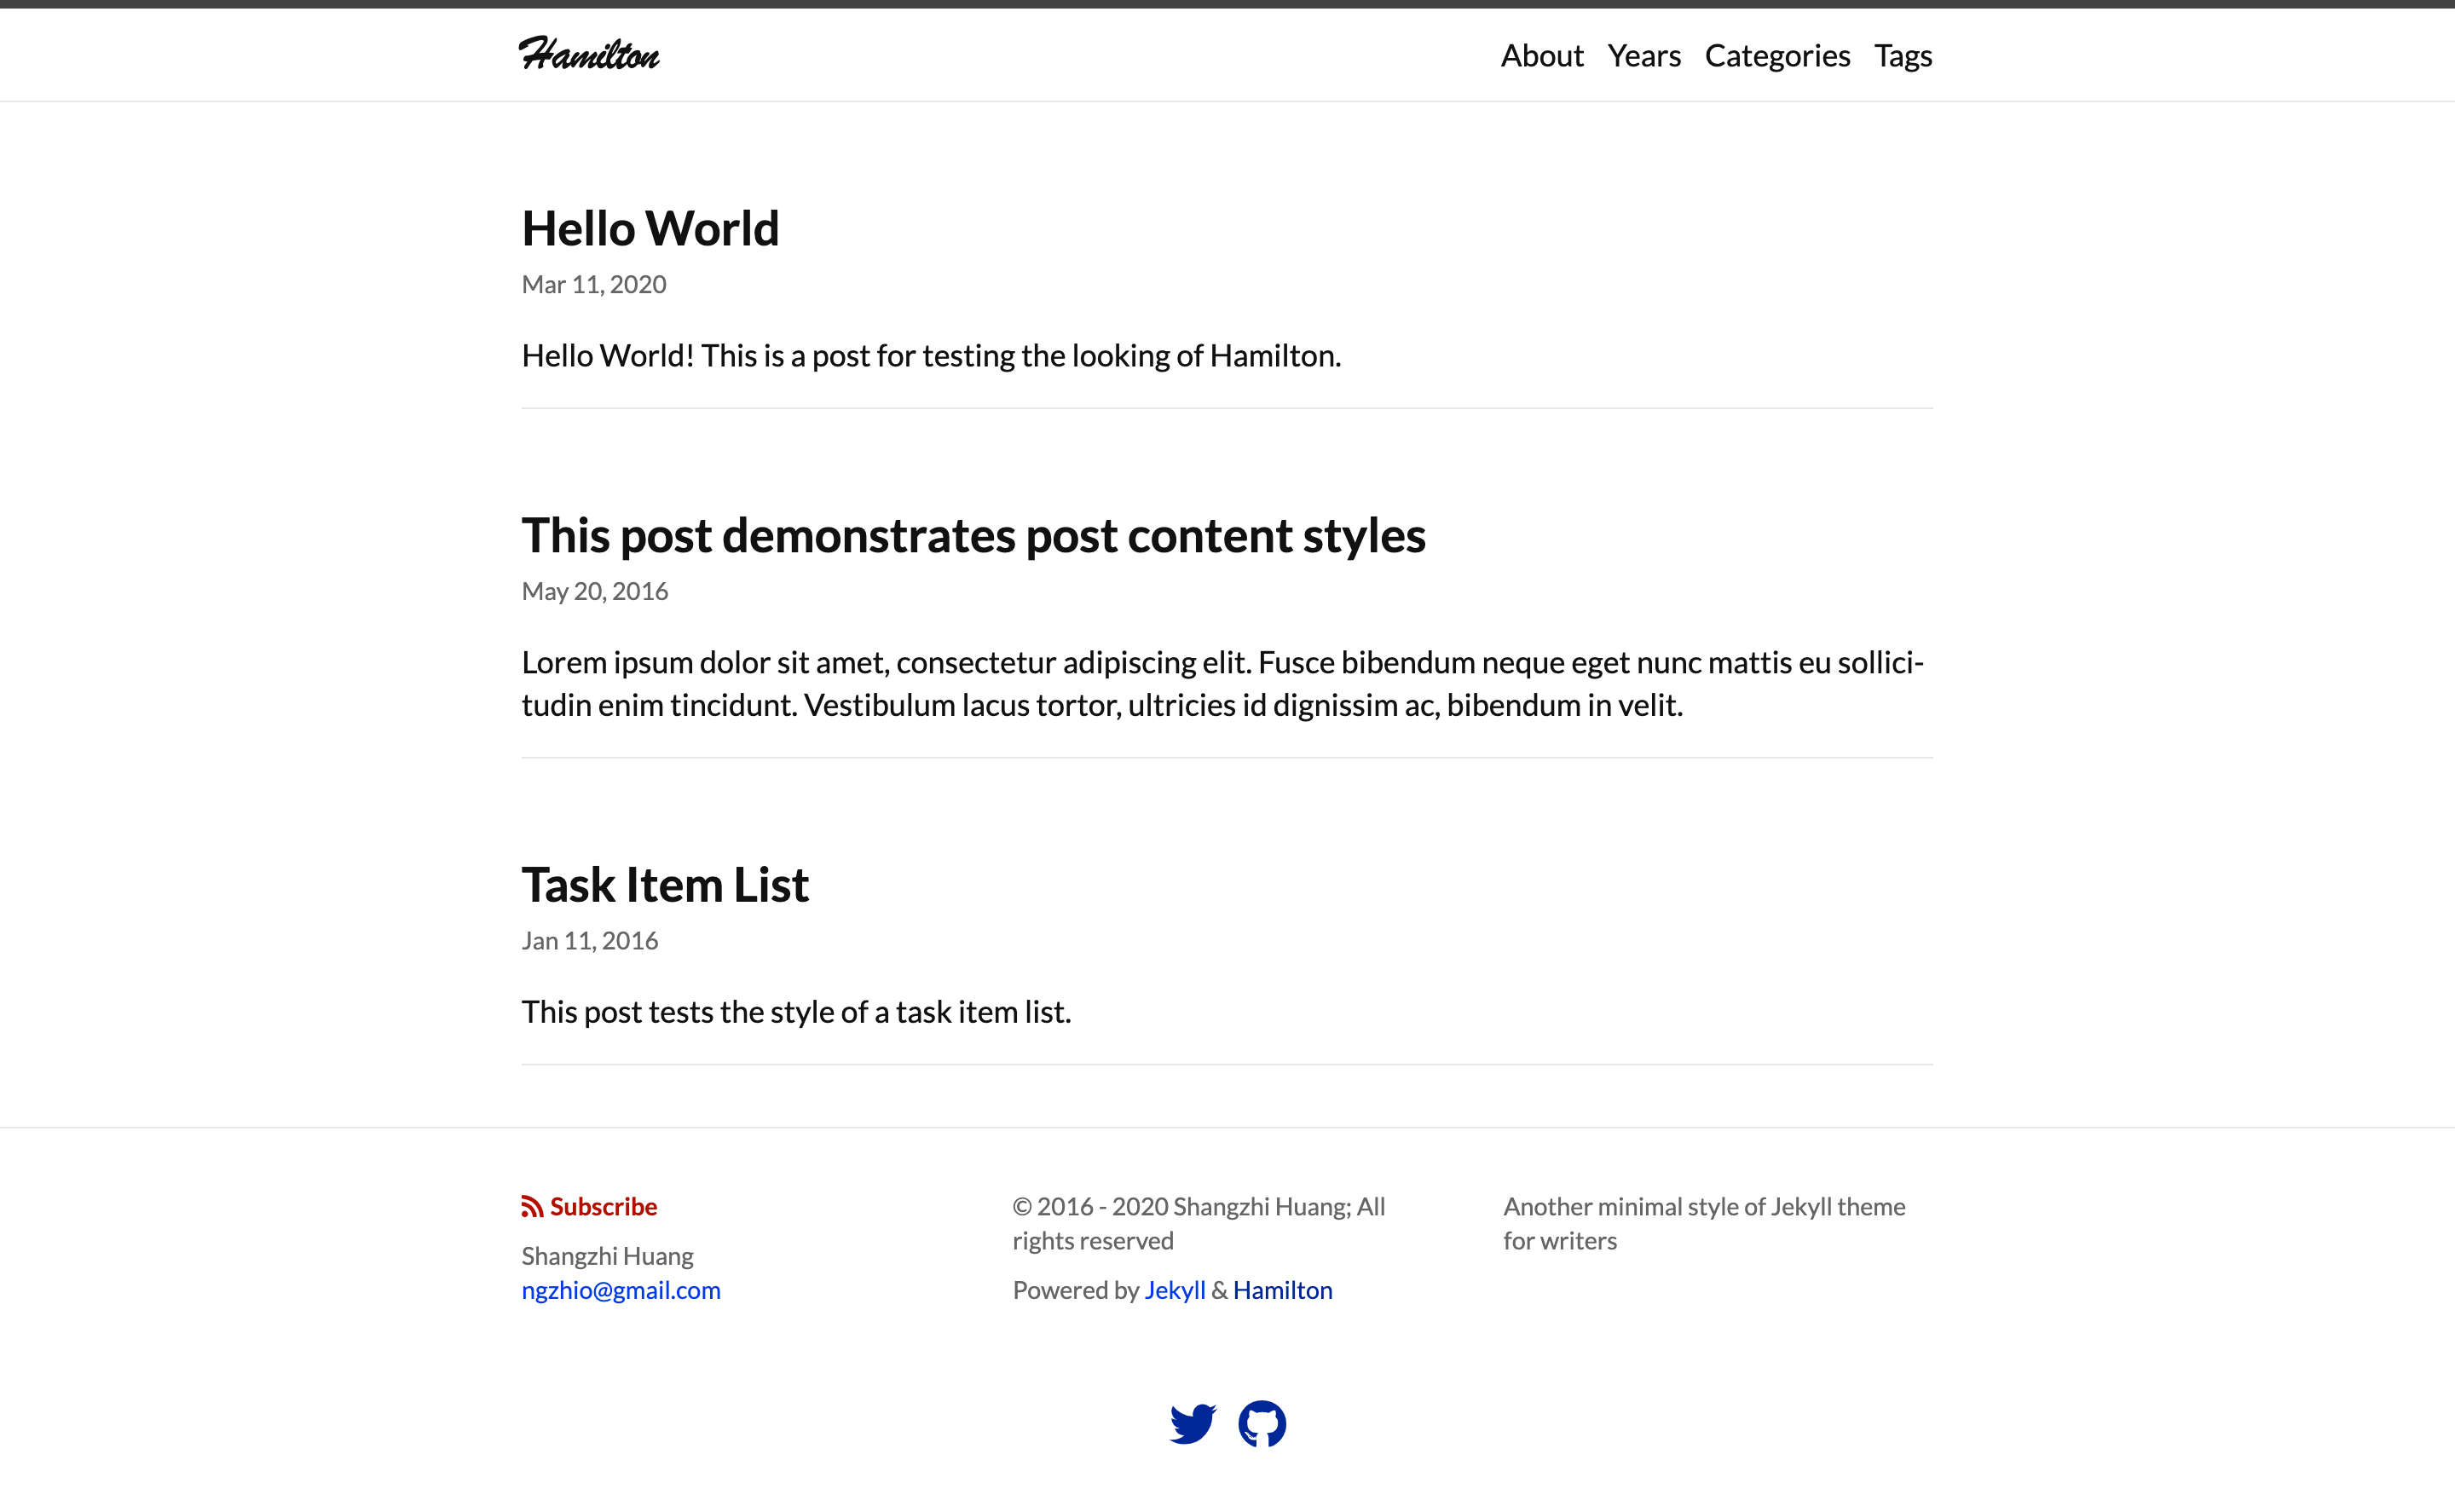 Hamilton
About Years Categories Tags
Hello World
Mar 11, 2020
Hello World! This is a post for testing the looking of Hamilton.
This post demonstrates post content styles
May 20, 2016
Lorem ipsum dolor sit amet, consectetur adipiscing elit. Fusce bibendum neque eget nunc mattis eu sollici-
tudin enim tincidunt. Vestibulum lacus tortor, ultricies id dignissim ac, bibendum in velit.
Task Item List
Jan 11, 2016
This post tests the style of a task item list.
Subscribe
Shangzhi Huang
ngzhio@gmail.com
© 2016 - 2020 Shangzhi Huang; All
rights reserved
Powered by Jekyll & Hamilton
Another minimal style of Jekyll theme
for writers